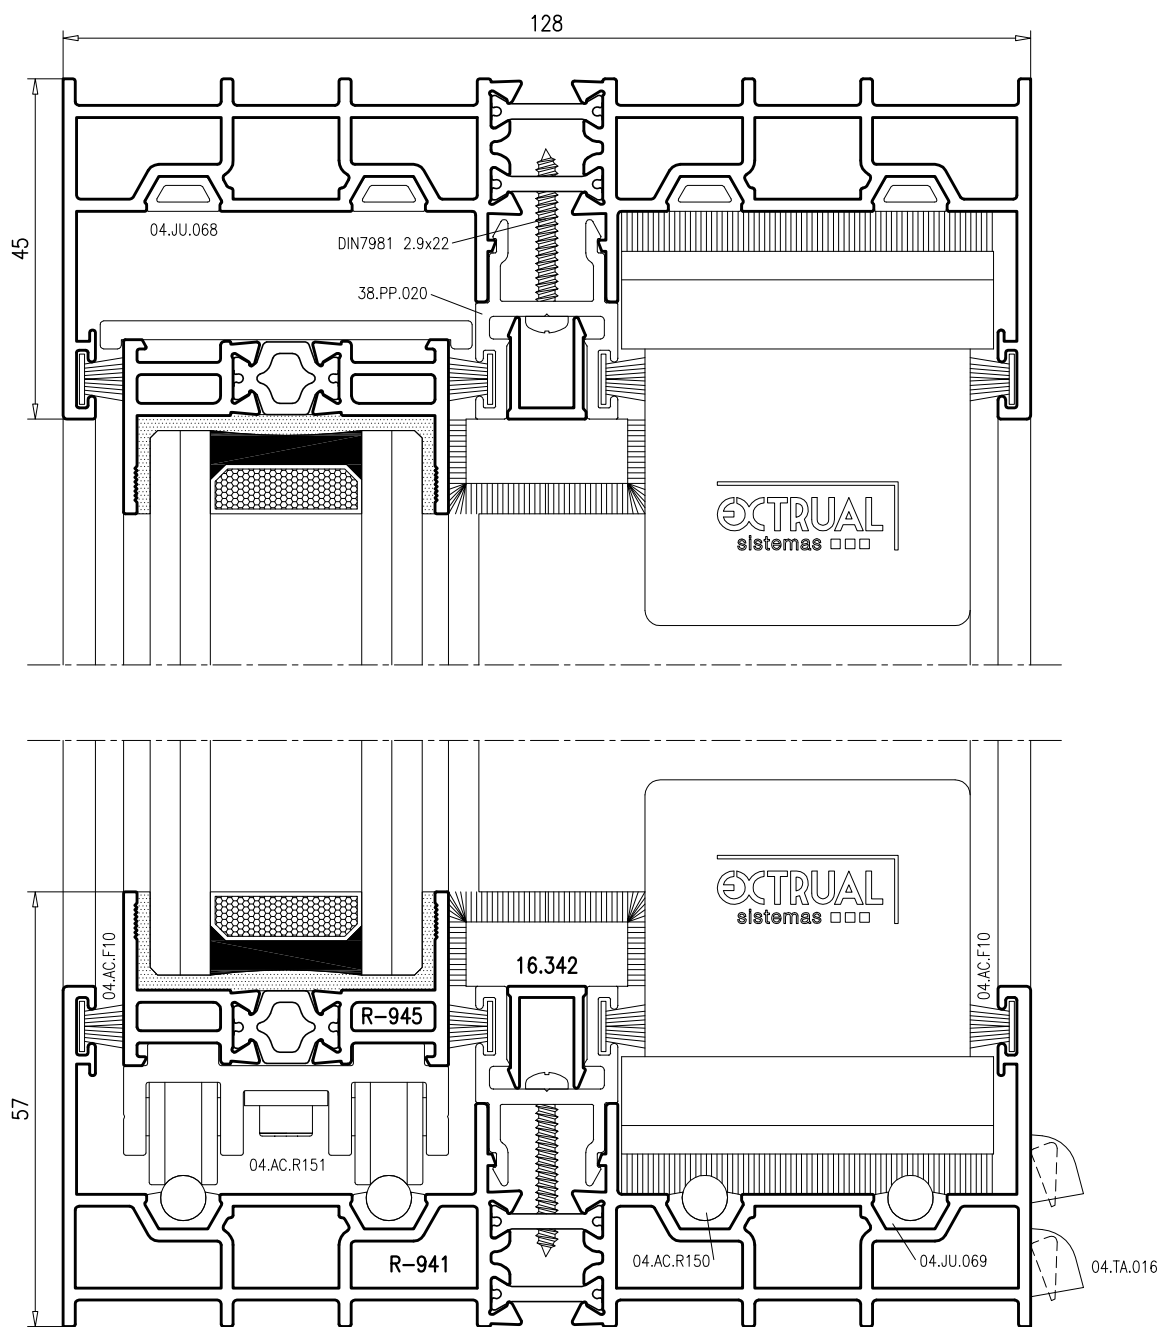 128
45
04.JU.068
DIN7981 2.9x22
38.PP.020
EXTRUAL
sistemas
EXTRUAL
sistemas
04.AC.F10
16.342
04.AC.F10
R-945
57
04.AC.R151
R-941
04.AC.R150
04.JU.069
04.TA.016